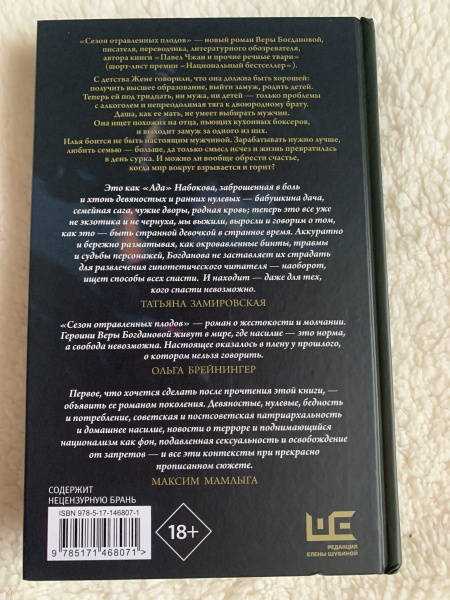 «Сезон отравленных плодов» — новый роман Веры Богдановой,
писателя, переводчика, литературного обозревателя,
автора книги «Павел Чжан и прочие речные твари»
(шорт-лист премии «Национальный бестселлер»).
С детства Жене говорили, что она должна быть хорошей:
получить высшее образование, выйти замуж, родить детей.
Теперь ей под тридцать, ни мужа, ни детей — только проблемы
с алкоголем и непреодолимая тяга к двоюродному брату.
Даша, как ее мать, не умеет выбирать мужчин.
Она ищет похожих на отца, пьющих кухонных боксеров,
и выходит замуж за одного из них.
Илья боится не быть настоящим мужчиной. Зарабатывать нужно лучше,
любить семью — больше, да только смысл исчез и жизнь превратилась
в день сурка. И можно ли вообще обрести счастье,
когда мир вокруг взрывается и горит?
Это как «Ада» Набокова, заброшенная в боль
и хтонь девяностых и ранних нулевых — бабушкина дача,
семейная сага, чужие дворы, родная кровь; теперь это все уже
не экзотика и не чернуха, мы выжили, выросли и говорим о том,
как это — быть странной девочкой в странное время. Аккуратно
и бережно разматывая, как окровавленные бинты, травмы
и судьбы персонажей, Богданова не заставляет их страдать
для развлечения гипотетического читателя — наоборот,
ищет способы всех спасти. И находит — даже для тех,
кого спасти невозможно.
ТАТЬЯНА ЗАМИРОВСКАЯ
«Сезон отравленных плодов» — роман о жестокости и молчании.
Героини Веры Богдановой живут в мире, где насилие — это норма,
а свобода невозможна. Настоящее оказалось в плену у прошлого,
о котором нельзя говорить.
ОЛЬГА БРЕЙНИНГЕР
Первое, что хочется сделать после прочтения этой книги, —
объявить ее романом поколения. Девяностые, нулевые, бедность
и потребление, советская и постсоветская патриархальность
и домашнее насилие, новости о терроре и поднимающийся
национализм как фон, подавленная сексуальность и освобождение
от запретов — и все эти контексты при прекрасно
прописанном сюжете.
МАКСИМ МАМЛЫГА
СОДЕРЖИТ
НЕЦЕНЗУРНУЮ БРАНЬ
ISBN 978-5-17-146807-1
9 785171 468071 >
18+
РЕДАКЦИЯ
ЕЛЕНЫ ШУБИНОЙ